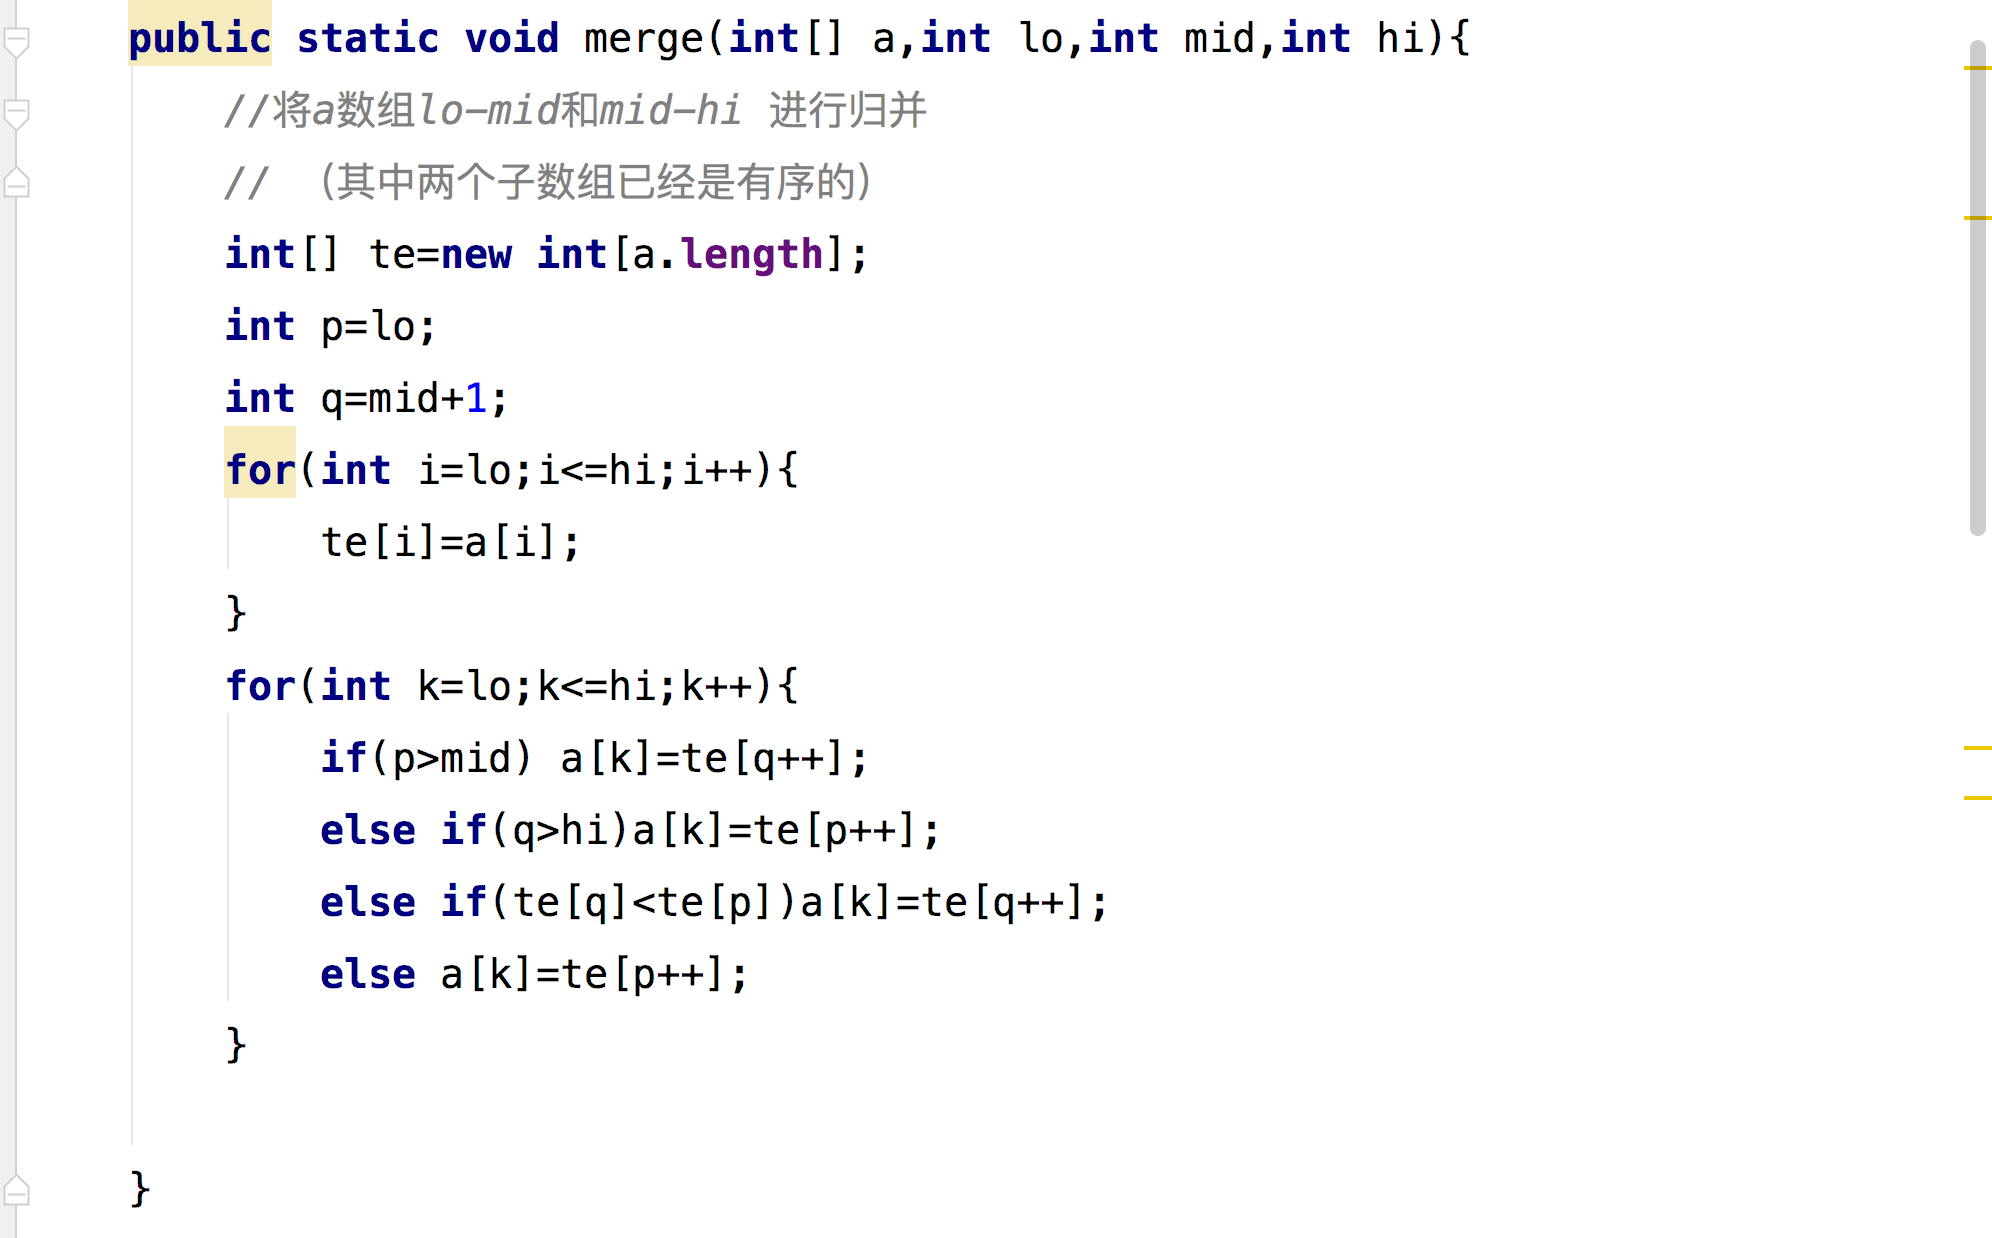 public static void merge(int[] a,int lo,int mid,int hi){
//将a数组lo-mid和mid-hi 进行归并
// （其中两个子数组已经是有序的）
int[] te=new int[a.length];
int p=lo;
int q=mid+1;
for(int i=lo;i<=hi;i++){
te[i]=a[i];
}
for(int k=lo;k<=hi;k++){
if(p>mid) a[k]=te[q++];
else if(q>hi)a[k]=te[p++];
else if(te[q]<te[p])a[k]=te[q++];
else a[k]=te[p++];
}
}